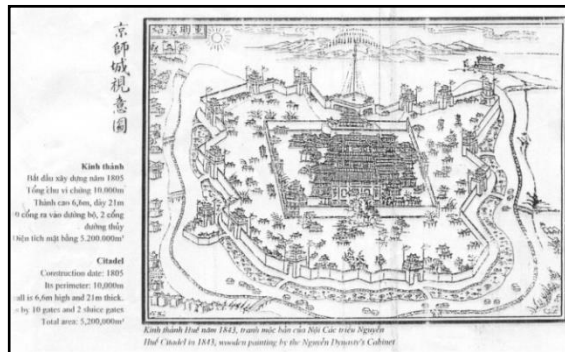 京師城視意圖
Kinh thành
Bắt đầu xây dựng năm 1805
Tổng chu vi chừng 10.000m
Thành cao 6,6m, dày 21m
0 cổng ra vào đường bộ, 2 cổng
đường thủy
Diện tích mặt bằng 5.200.000m²
Citadel
Construction date: 1805
Its perimeter: 10,000m
all is 6,6m high and 21m thick.
s by 10 gates and 2 sluice gates
Total area: 5,200,000m²
Kinh thành Huế năm 1843, tranh mộc bản của Nội Các triều Nguyễn
Huế Citadel in 1843, wooden painting by the Nguyễn Dynasty's Cabinet